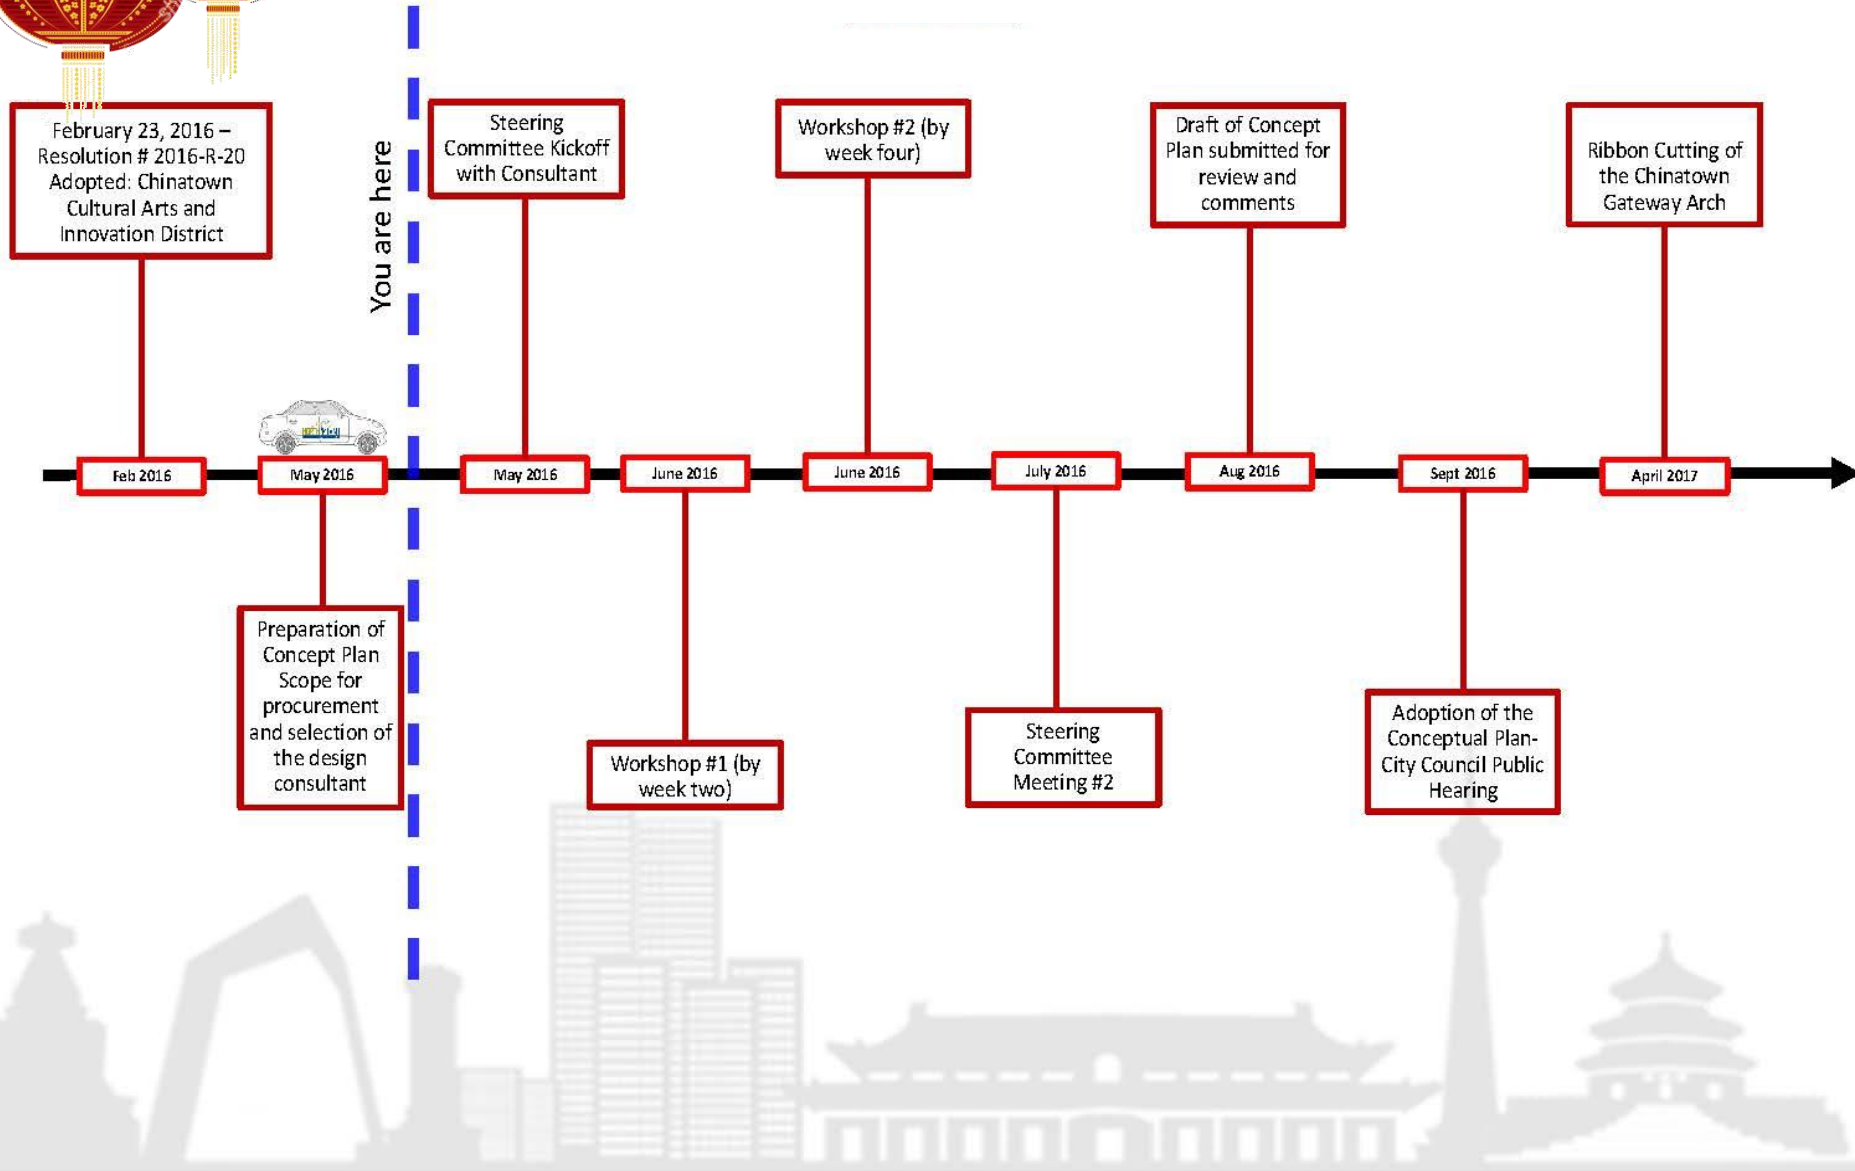 February 23, 2016 –
Resolution # 2016-R-20
Adopted: Chinatown
Cultural Arts and
Innovation District
You are here
Steering
Committee Kickoff
with Consultant
Workshop #2 (by
week four)
Draft of Concept
Plan submitted for
review and
comments
Ribbon Cutting of
the Chinatown
Gateway Arch
Feb 2016
May 2016
May 2016
June 2016
June 2016
July 2016
Aug 2016
Sept 2016
April 2017
Preparation of
Concept Plan
Scope for
procurement
and selection of
the design
consultant
Workshop #1 (by
week two)
Steering
Committee
Meeting #2
Adoption of the
Conceptual Plan-
City Council Public
Hearing